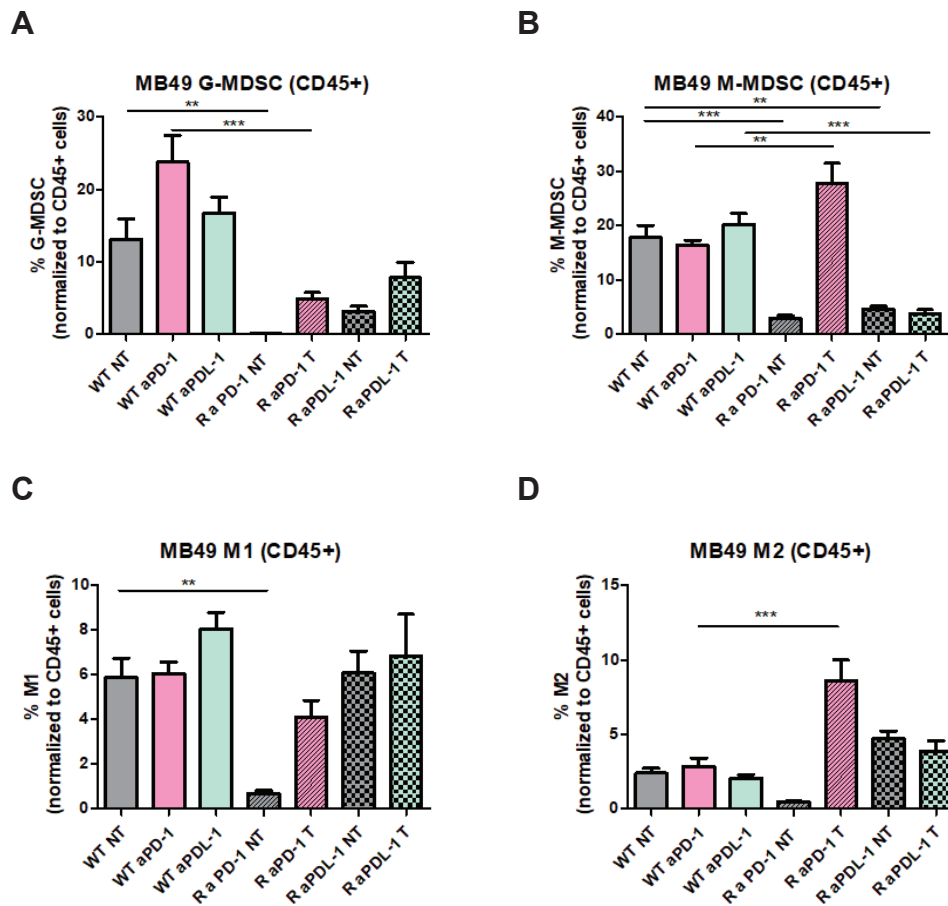 A
MB49 G-MDSC (CD45+)
**
***
% G-MDSC
(normalized to CD45+ cells)
30
20
10
0
WT NT
WT aPD-1
WT aPDL-1
R a PD-1 NT
R aPD-1 T
R aPDL-1 NT
R aPDL-1 T
B
MB49 M-MDSC (CD45+)
**
***
***
**
% M-MDSC
(normalized to CD45+ cells)
40
30
20
10
0
WT NT
WT aPD-1
WT aPDL-1
R a PD-1 NT
R aPD-1 T
R aPDL-1 NT
R aPDL-1 T
C
MB49 M1 (CD45+)
**
% M1
(normalized to CD45+ cells)
10
8
6
4
2
0
WT NT
WT aPD-1
WT aPDL-1
R a PD-1 NT
R aPD-1 T
R aPDL-1 NT
R aPDL-1 T
D
MB49 M2 (CD45+)
***
% M2
(normalized to CD45+ cells)
15
10
5
0
WT NT
WT aPD-1
WT aPDL-1
R a PD-1 NT
R aPD-1 T
R aPDL-1 NT
R aPDL-1 T